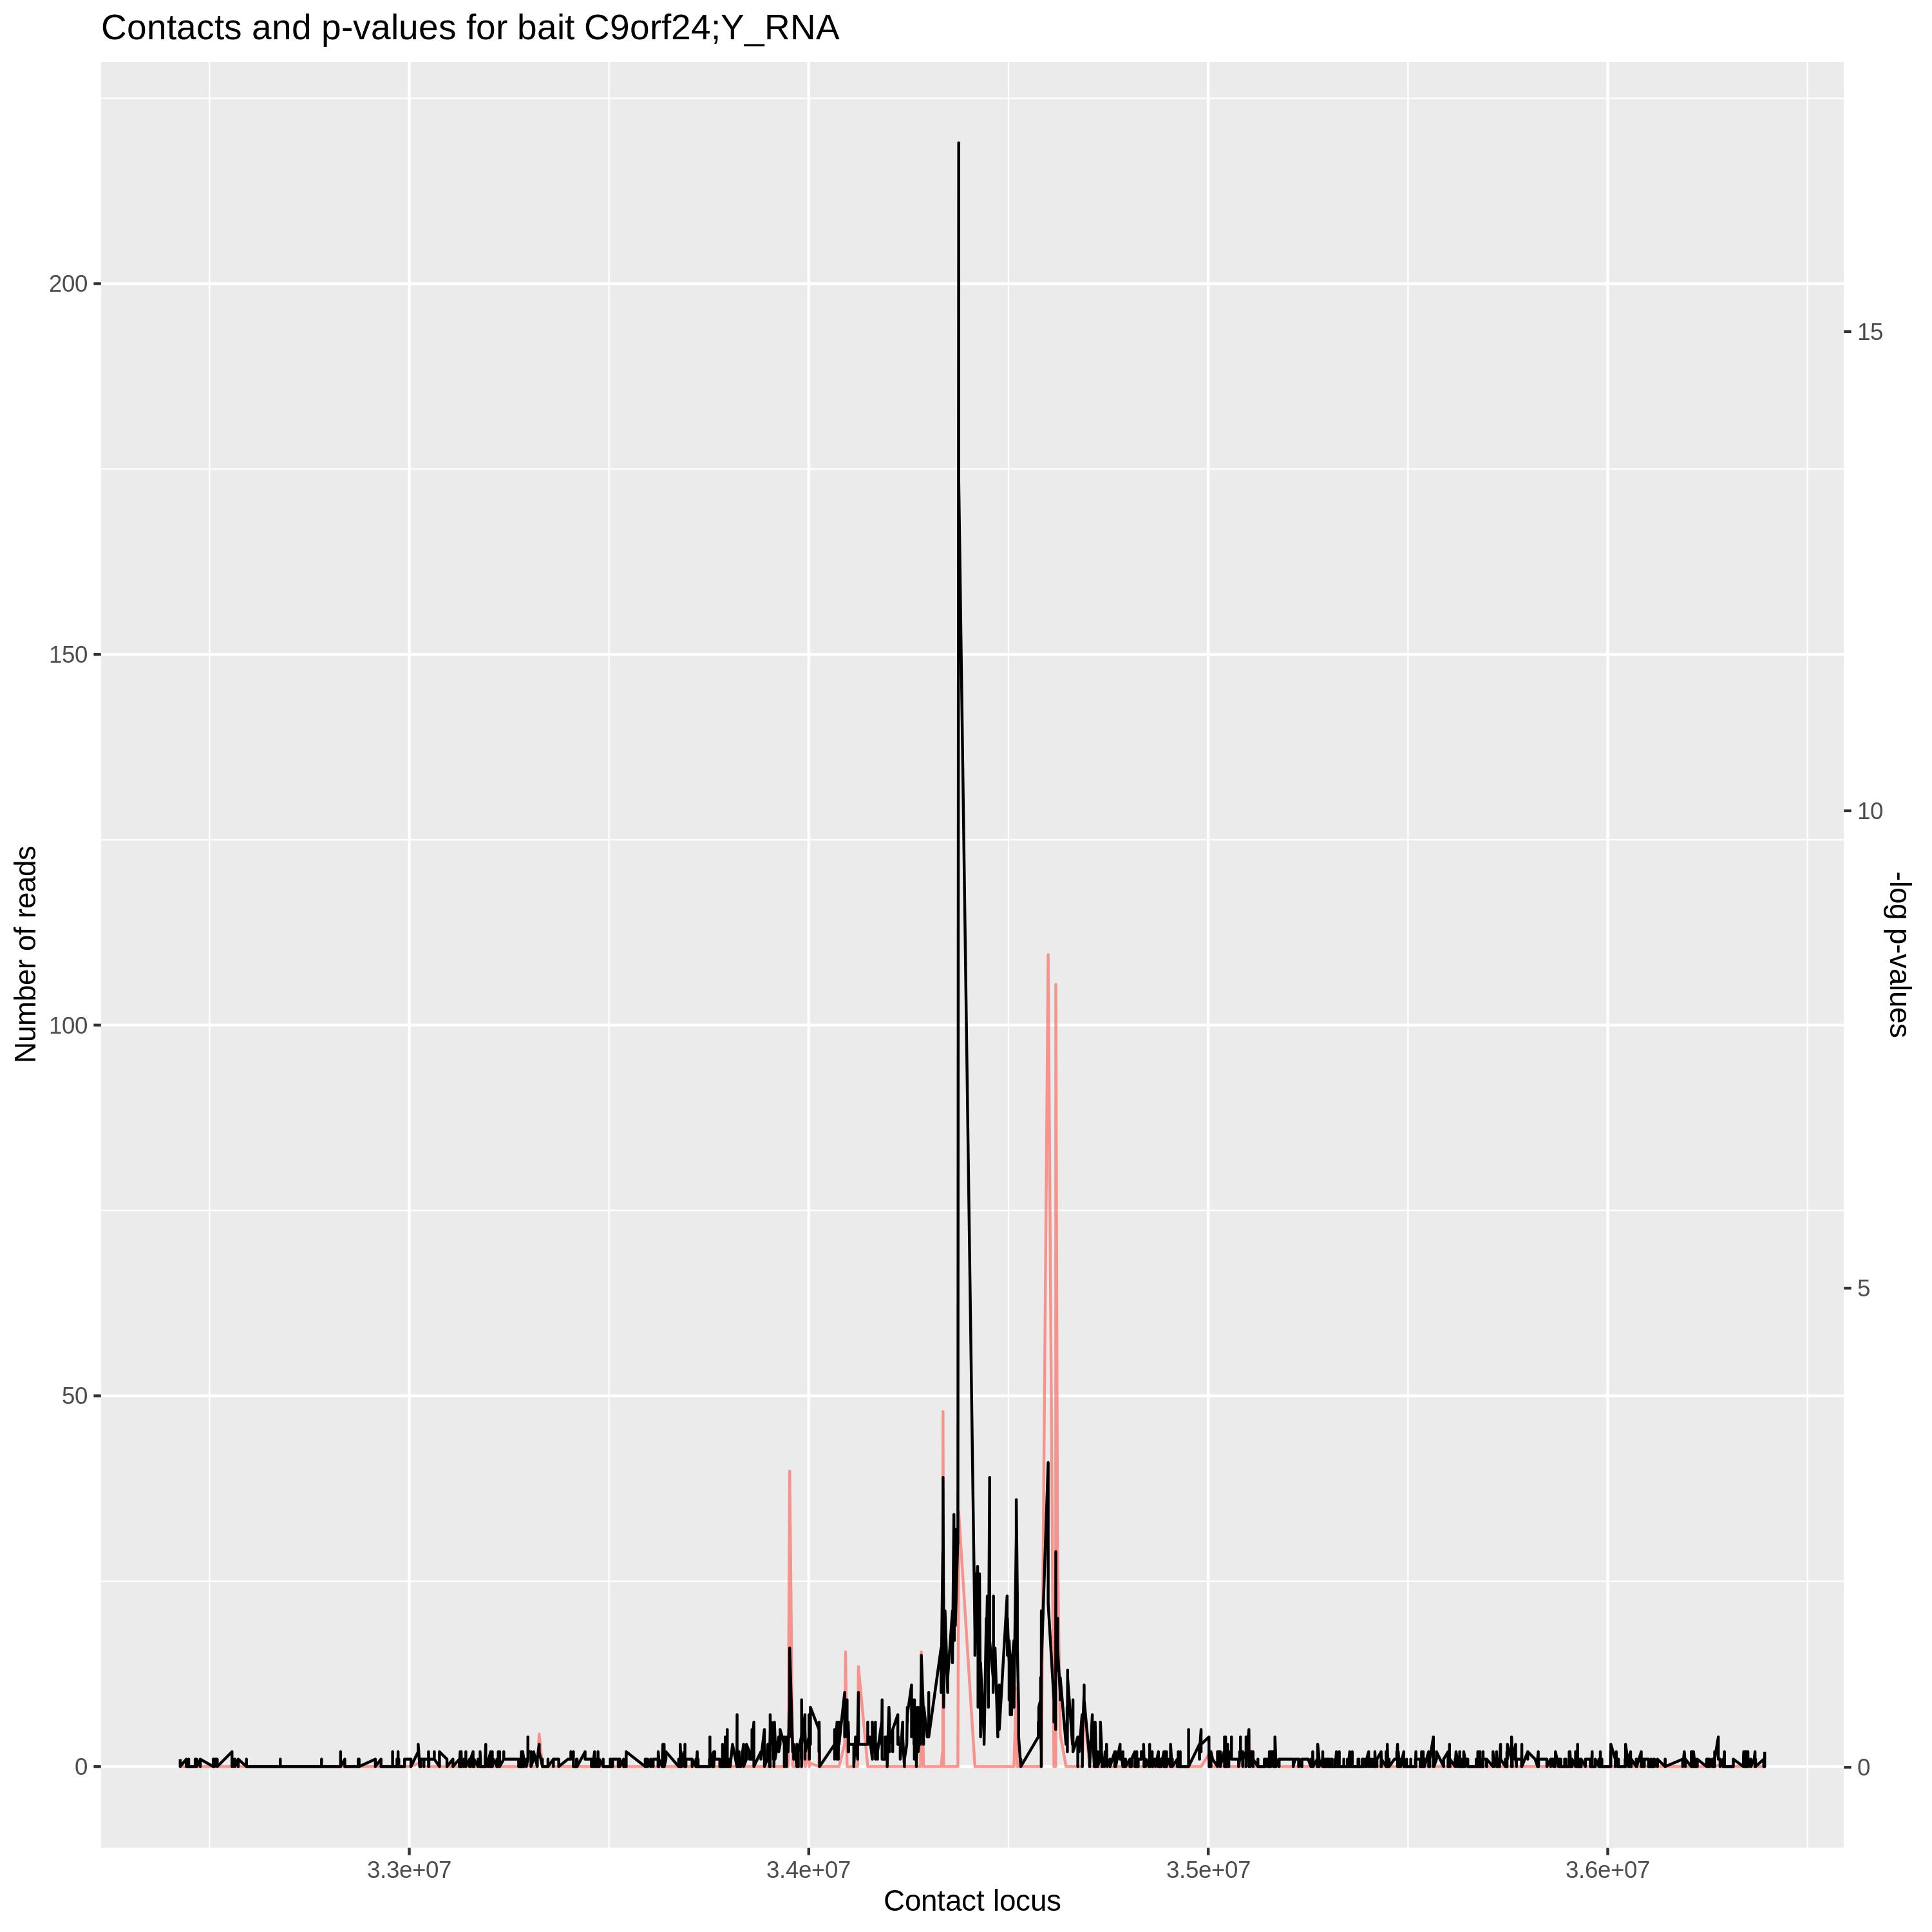 Contacts and p-values for bait C9orf24;Y_RNA
200
150
100
50
0
Number of reads
15
10
5
0
-log p-values
3.3e+07
3.4e+07
3.5e+07
3.6e+07
Contact locus